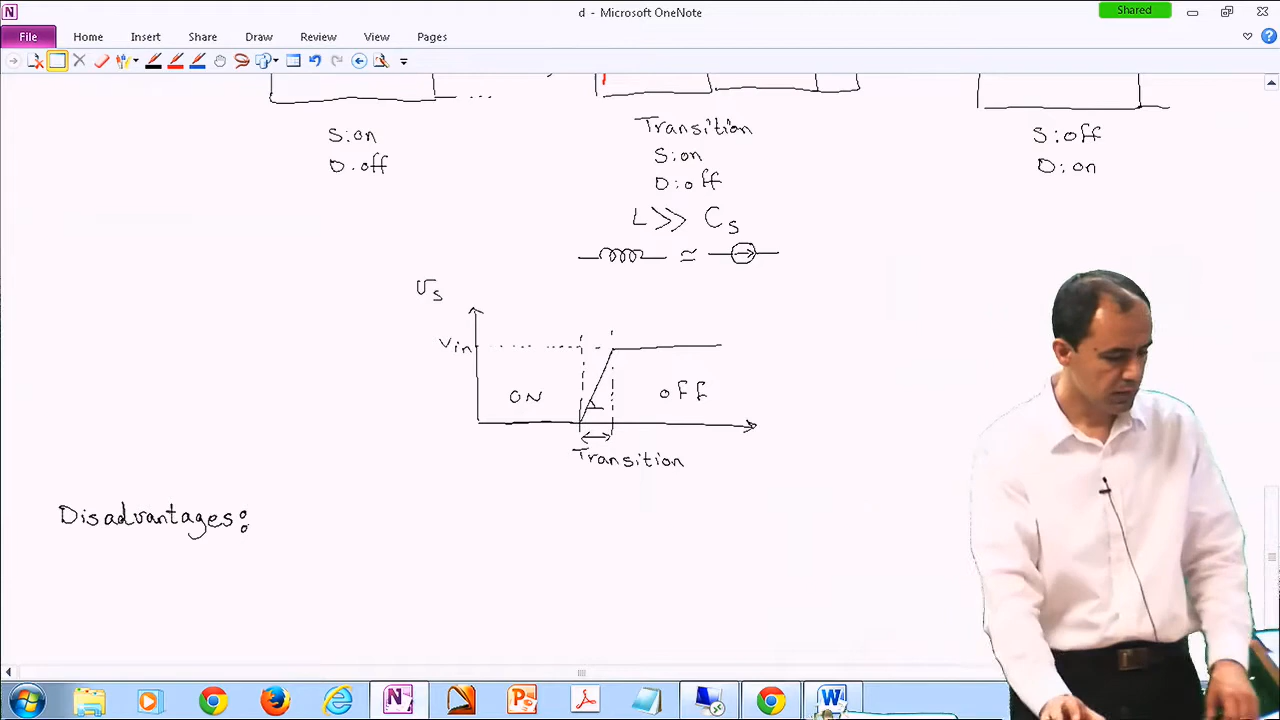 d - Microsoft OneNote
Shared
File Home Insert Share Draw Review View Pages
S:on
D:off
Transition
S:on
D:off
L >> Cs
≃
S:off
D:on
Vs
Vin
ON
off
Transition
Disadvantages: